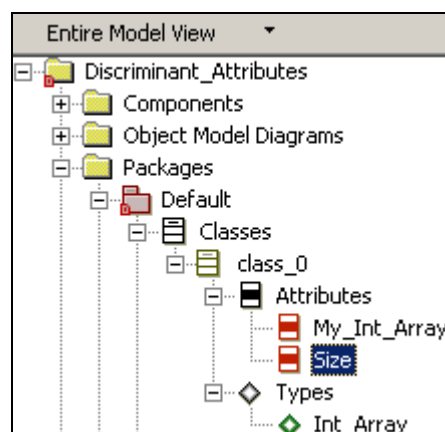 Entire Model View
Discriminant_Attributes
Components
Object Model Diagrams
Packages
Default
Classes
class_0
Attributes
My_Int_Array
Size
Types
Int_Array